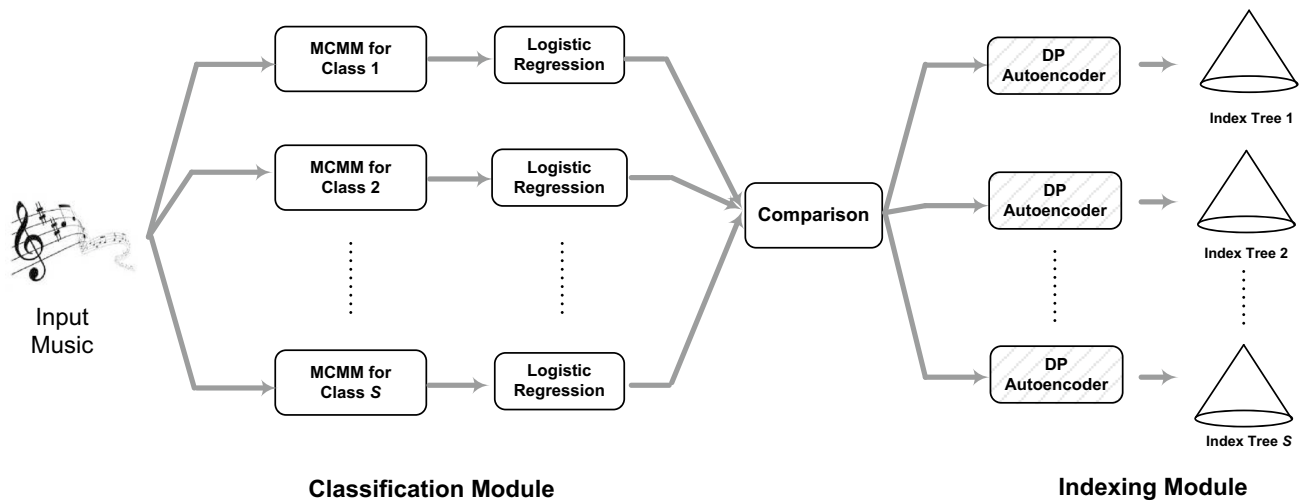 MCMM for
Class 1
Logistic
Regression
DP
Autoencoder
Index Tree 1
MCMM for
Class 2
Logistic
Regression
DP
Autoencoder
Index Tree 2
Comparison
Input
Music
MCMM for
Class S
Logistic
Regression
DP
Autoencoder
Index Tree S
Classification Module
Indexing Module